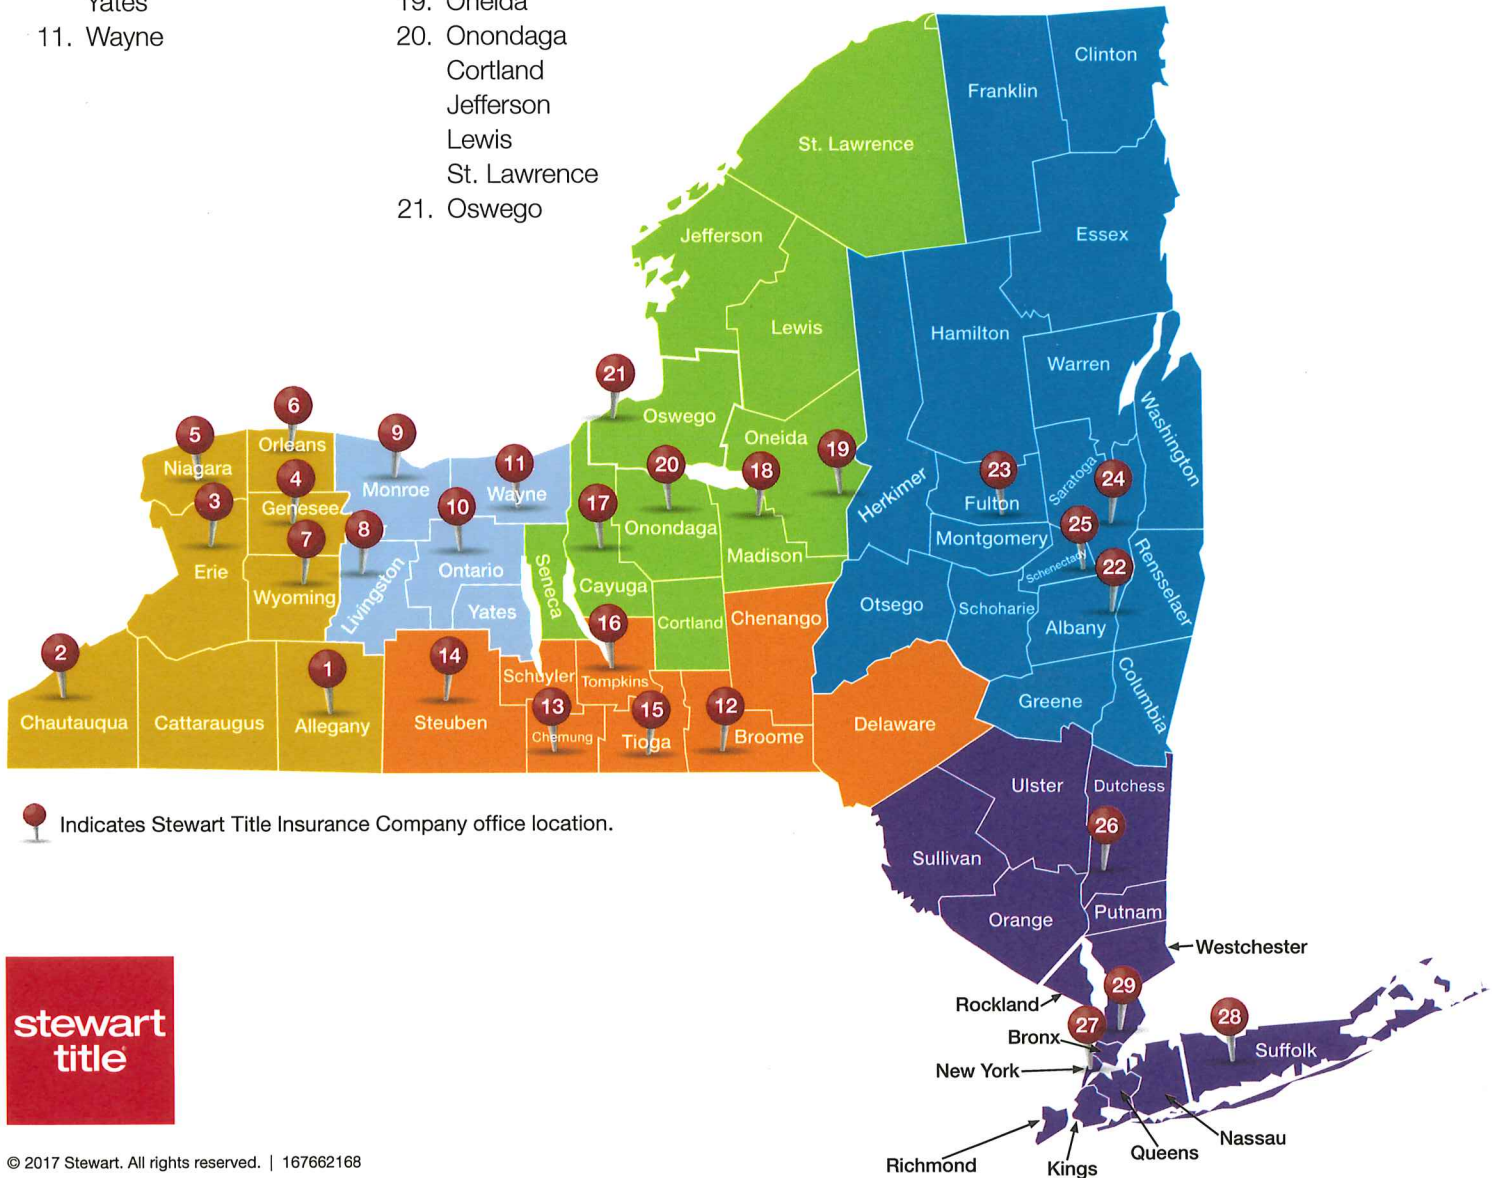 Yates
11. Wayne
19. Oneida
20. Onondaga
Cortland
Jefferson
Lewis
St. Lawrence
21. Oswego
Clinton
Franklin
St. Lawrence
Essex
Jefferson
Lewis
Hamilton
Warren
21
Oswego
Washington
6
5
9
Orleans
Oneida
19
11
20
18
23
Saratoga
24
Niagara
4
Monroe
Wayne
Herkimer
3
Genesee
10
17
Fulton
8
7
Onondaga
25
Montgomery
Madison
Schenectady
22
Rensselaer
Erie
Livingston
Ontario
Seneca
Cayuga
Wyoming
Yates
Otsego
Schoharie
16
Cortland
Chenango
Albany
2
14
1
Schuyler
Tompkins
Columbia
Greene
13
15
12
Chautauqua
Cattaraugus
Allegany
Steuben
Chemung
Tioga
Broome
Delaware
Ulster
Dutchess
26
Indicates Stewart Title Insurance Company office location.
Sullivan
Orange
Putnam
Westchester
29
Rockland
27
28
Bronx
Suffolk
New York
Nassau
Queens
Richmond
Kings
stewart
title
© 2017 Stewart. All rights reserved. | 167662168